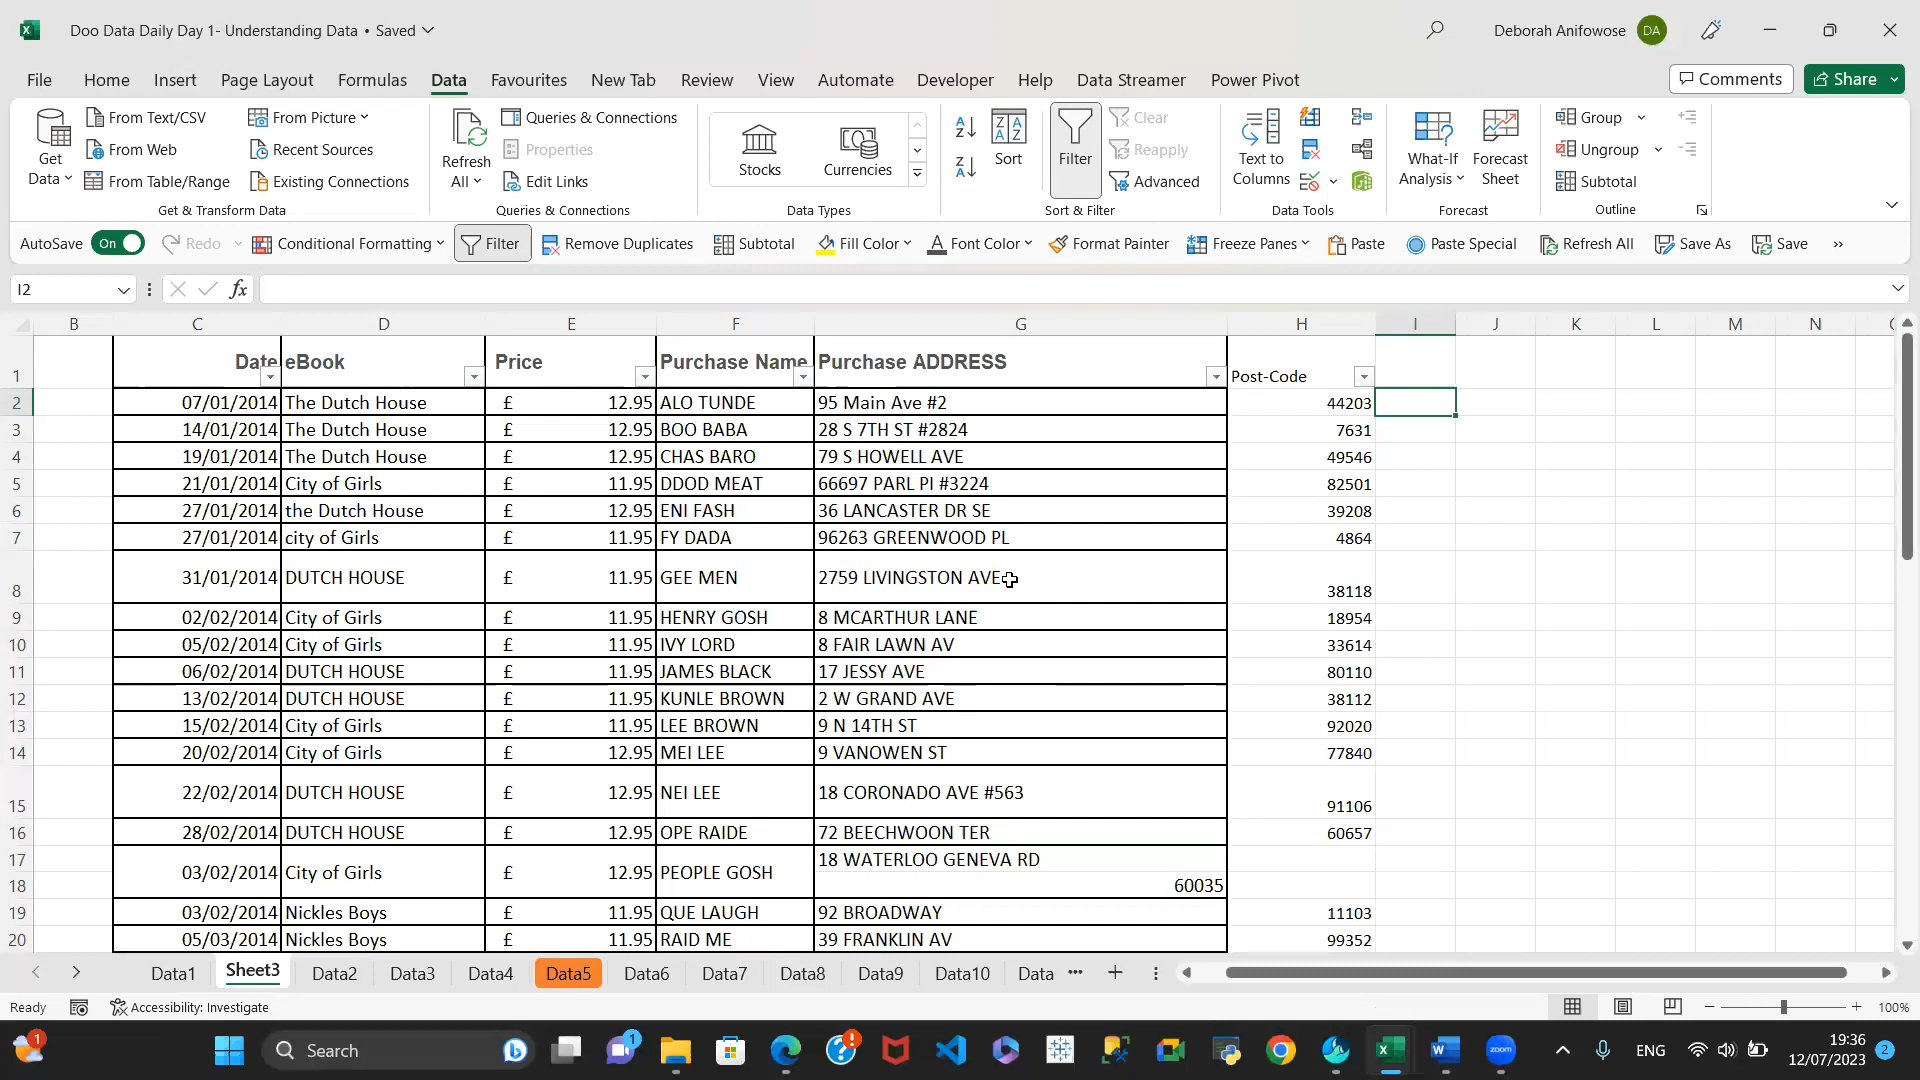 Doo Data Daily Day 1- Understanding Data • Saved
Deborah Anifowose DA
File Home Insert Page Layout Formulas Data Favourites New Tab Review View Automate Developer Help Data Streamer Power Pivot
Comments Share
Get Data
From Text/CSV
From Web
From Table/Range
From Picture
Recent Sources
Existing Connections
Get & Transform Data
Refresh All
Queries & Connections
Properties
Edit Links
Queries & Connections
Stocks Currencies
Data Types
Sort
Filter
Clear
Reapply
Advanced
Sort & Filter
Text to Columns
Data Tools
What-If Analysis
Forecast Sheet
Forecast
Group
Ungroup
Subtotal
Outline
AutoSave On Redo Conditional Formatting Filter Remove Duplicates Subtotal Fill Color Font Color Format Painter Freeze Panes Paste Paste Special Refresh All Save As Save
I2 fx
B C D E F G H I J K L M N
1 Date eBook Price Purchase Name Purchase ADDRESS Post-Code
2 07/01/2014 The Dutch House £ 12.95 ALO TUNDE 95 Main Ave #2 44203
3 14/01/2014 The Dutch House £ 12.95 BOO BABA 28 S 7TH ST #2824 7631
4 19/01/2014 The Dutch House £ 12.95 CHAS BARO 79 S HOWELL AVE 49546
5 21/01/2014 City of Girls £ 11.95 DDOD MEAT 66697 PARL PI #3224 82501
6 27/01/2014 the Dutch House £ 12.95 ENI FASH 36 LANCASTER DR SE 39208
7 27/01/2014 city of Girls £ 11.95 FY DADA 96263 GREENWOOD PL 4864
8 31/01/2014 DUTCH HOUSE £ 11.95 GEE MEN 2759 LIVINGSTON AVE 38118
9 02/02/2014 City of Girls £ 11.95 HENRY GOSH 8 MCARTHUR LANE 18954
10 05/02/2014 City of Girls £ 11.95 IVY LORD 8 FAIR LAWN AV 33614
11 06/02/2014 DUTCH HOUSE £ 11.95 JAMES BLACK 17 JESSY AVE 80110
12 13/02/2014 DUTCH HOUSE £ 11.95 KUNLE BROWN 2 W GRAND AVE 38112
13 15/02/2014 City of Girls £ 11.95 LEE BROWN 9 N 14TH ST 92020
14 20/02/2014 City of Girls £ 12.95 MEI LEE 9 VANOWEN ST 77840
15 22/02/2014 DUTCH HOUSE £ 12.95 NEI LEE 18 CORONADO AVE #563 91106
16 28/02/2014 DUTCH HOUSE £ 12.95 OPE RAIDE 72 BEECHWOON TER 60657
17 03/02/2014 City of Girls £ 12.95 PEOPLE GOSH 18 WATERLOO GENEVA RD
18 60035
19 03/02/2014 Nickles Boys £ 11.95 QUE LAUGH 92 BROADWAY 11103
20 05/03/2014 Nickles Boys £ 11.95 RAID ME 39 FRANKLIN AV 99352
Data1 Sheet3 Data2 Data3 Data4 Data5 Data6 Data7 Data8 Data9 Data10 Data
Ready Accessibility: Investigate 100%
1 Search 1 zoom ENG 19:36
12/07/2023 2